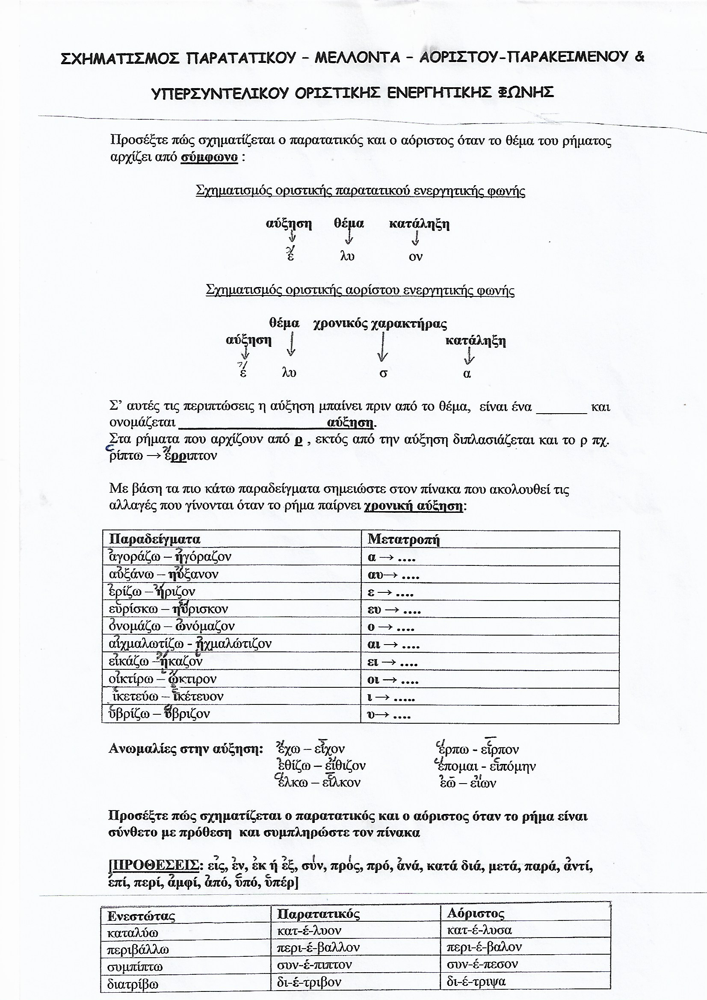 ΣΧΗΜΑΤΙΣΜΟΣ ΠΑΡΑΤΑΤΙΚΟΥ – ΜΕΛΛΟΝΤΑ – ΑΟΡΙΣΤΟΥ-ΠΑΡΑΚΕΙΜΕΝΟΥ &
ΥΠΕΡΣΥΝΤΕΛΙΚΟΥ ΟΡΙΣΤΙΚΗΣ ΕΝΕΡΓΗΤΙΚΗΣ ΦΩΝΗΣ
Προσέξτε πώς σχηματίζεται ο παρατατικός και ο αόριστος όταν το θέμα του ρήματος
αρχίζει από σύμφωνο :
Σχηματισμός οριστικής παρατατικού ενεργητικής φωνής
αύξηση θέμα κατάληξη
ἔ λυ ον
Σχηματισμός οριστικής αορίστου ενεργητικής φωνής
θέμα χρονικός χαρακτήρας
αύξηση κατάληξη
ἔ λυ σ α
Σ’ αυτές τις περιπτώσεις η αύξηση μπαίνει πριν από το θέμα, είναι ένα _______ και
ονομάζεται ____________________ αύξηση.
Στα ρήματα που αρχίζουν από ρ , εκτός από την αύξηση διπλασιάζεται και το ρ πχ.
ῥίπτω → ἔρριπτον
Με βάση τα πιο κάτω παραδείγματα σημειώστε στον πίνακα που ακολουθεί τις
αλλαγές που γίνονται όταν το ρήμα παίρνει χρονική αύξηση:
Παραδείγματα Μετατροπή
ἀγοράζω – ἠγόραζον α → ....
αὐξάνω – ηὔξανον αυ→ ....
ἐρίζω – ἤριζον ε → ....
εὑρίσκω – ηὕρισκον ευ → ....
ὀνομάζω – ὠνόμαζον ο → ....
αἰχμαλωτίζω - ᾐχμαλώτιζον αι → ....
εἰκάζω – ᾔκαζον ει → ....
οἰκτίρω – ᾤκτιρον οι → ....
ἱκετεύω – ἱκέτευον ι → .....
ὑβρίζω – ὕβριζον υ→ ....
Ανωμαλίες στην αύξηση: ἔχω – εἶχον ἕρπω - εἷρπον
ἐθίζω – εἴθιζον ἕπομαι - εἱπόμην
ἕλκω – εἷλκον ἐῶ – εἴων
Προσέξτε πώς σχηματίζεται ο παρατατικός και ο αόριστος όταν το ρήμα είναι
σύνθετο με πρόθεση και συμπληρώστε τον πίνακα
[ΠΡΟΘΕΣΕΙΣ: εἰς, ἐν, ἐκ ή ἐξ, σύν, πρός, πρό, ἀνά, κατά διά, μετά, παρά, ἀντί,
ἐπί, περί, ἀμφί, ἀπό, ὑπό, ὑπέρ]
Ενεστώτας Παρατατικός Αόριστος
καταλύω κατ-έ-λυον κατ-έ-λυσα
περιβάλλω περι-έ-βαλλον περι-έ-βαλον
συμπίπτω συν-έ-πιπτον συν-έ-πεσον
διατρίβω δι-έ-τριβον δι-έ-τριψα